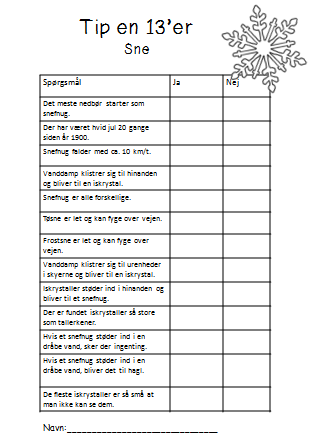 Tip en 13'er
Sne
Spørgsmål Ja Nej
Det meste nedbør starter som
snefnug.
Der har været hvid jul 20 gange
siden år 1900.
Snefnug falder med ca. 10 km/t.
Vanddamp klistrer sig til hinanden
og bliver til en iskrystal.
Snefnug er alle forskellige.
Tøsne er let og kan fyge over vejen.
Frostsne er let og kan fyge over
vejen.
Vanddamp klistrer sig til urenheder
i skyerne og bliver til en iskrystal.
Iskrystaller støder ind i hinanden og
bliver til et snefnug.
Der er fundet iskrystaller så store
som tallerkener.
Hvis et snefnug støder ind i en
dråbe vand, sker der ingenting.
Hvis et snefnug støder ind i en
dråbe vand, bliver det til hagl.
De fleste iskrystaller er så små at
man ikke kan se dem.
Navn:______________________________